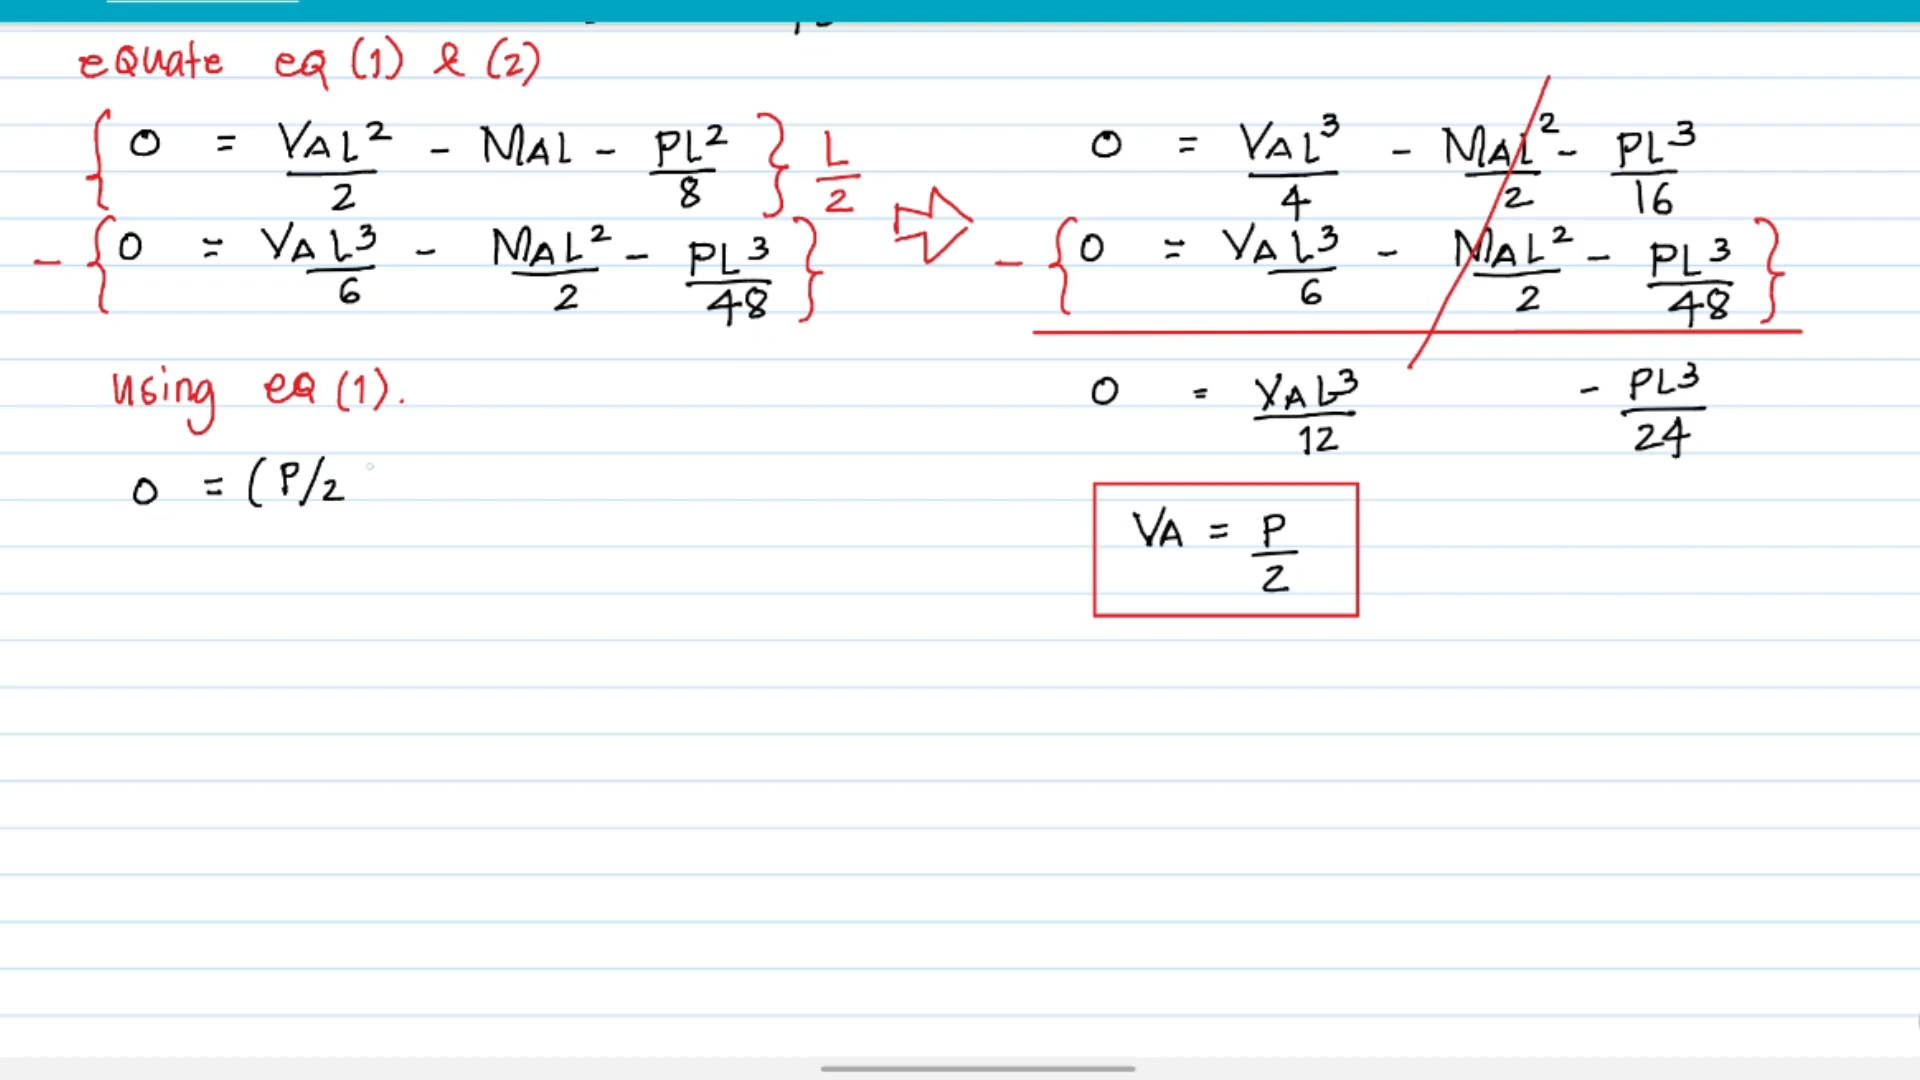 equate eq (1) & (2)
{ 0 = VAL²/2 - MAL - PL²/8 } L/2
- { 0 = VAL³/6 - MAL²/2 - PL³/48 }
⇨
0 = VAL³/4 - MAL²/2 - PL³/16
- { 0 = VAL³/6 - MAL²/2 - PL³/48 }
0 = VAL³/12 - PL³/24
VA = P/2
using eq (1).
0 = (P/2